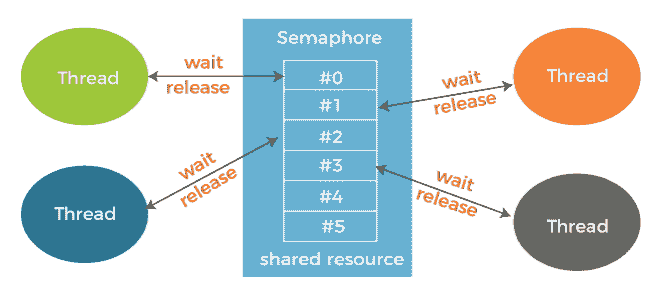 Semaphore
Thread
wait
release
#0
#1
#2
#3
#4
#5
wait
release
Thread
Thread
wait
release
wait
release
Thread
shared resource